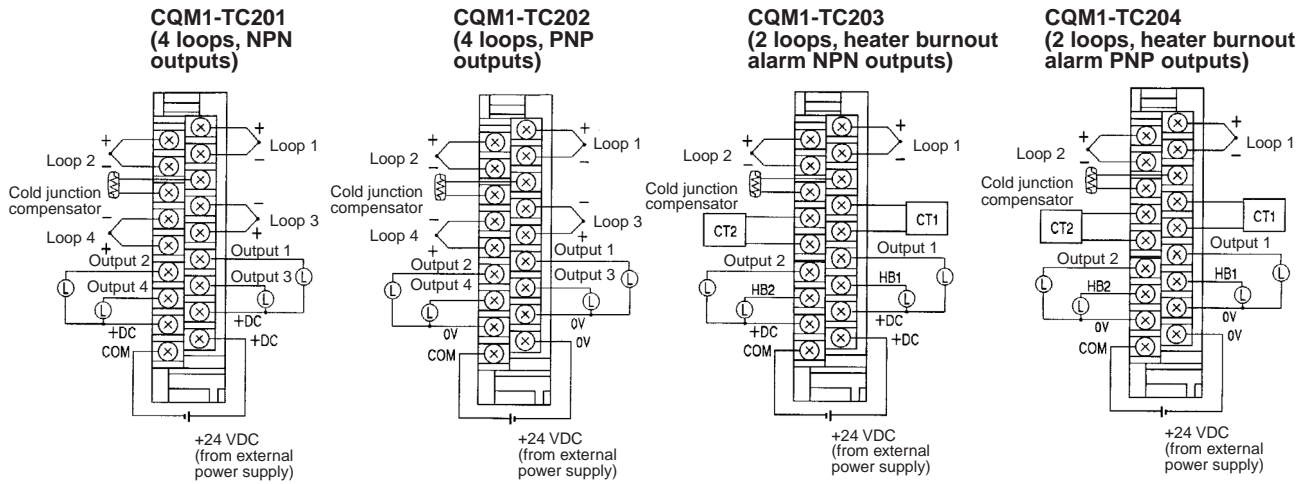 CQM1-TC201
(4 loops, NPN
outputs)
+
Loop 1
−
+
Loop 2
−
Cold junction
compensator
−
Loop 3
+
−
Loop 4
+
Output 1
Output 2
L
Output 3
L
Output 4
L
L
+DC
+DC
+DC
COM
+24 VDC
(from external
power supply)
CQM1-TC202
(4 loops, PNP
outputs)
+
Loop 1
−
+
Loop 2
−
Cold junction
compensator
−
Loop 3
+
−
Loop 4
+
Output 1
Output 2
L
Output 3
L
Output 4
L
L
0V
0V
0V
COM
+24 VDC
(from external
power supply)
CQM1-TC203
(2 loops, heater burnout
alarm NPN outputs)
+
Loop 1
−
+
Loop 2
−
Cold junction
compensator
CT1
CT2
Output 1
Output 2
L
HB1
L
HB2
L
L
+DC
+DC
+DC
COM
+24 VDC
(from external
power supply)
CQM1-TC204
(2 loops, heater burnout
alarm PNP outputs)
+
Loop 1
−
+
Loop 2
−
Cold junction
compensator
CT1
CT2
Output 1
Output 2
L
HB1
L
HB2
L
L
0V
0V
0V
COM
+24 VDC
(from external
power supply)